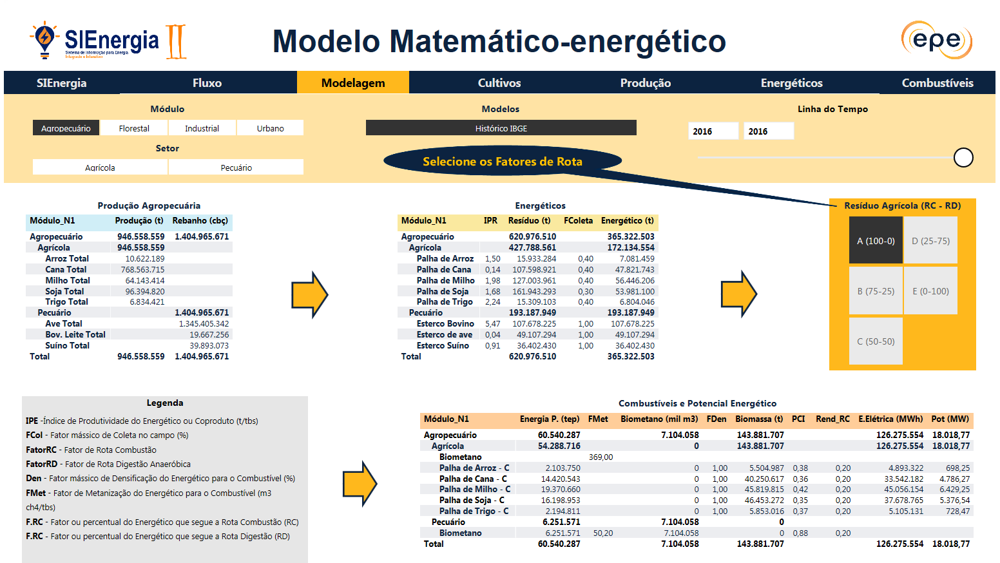 SIEnergia II
Sistema de Informação para Energia
Integrado e Interativo
Modelo Matemático-energético
epe
SIEnergia Fluxo Modelagem Cultivos Produção Energéticos Combustíveis
Módulo
Agropecuário Florestal Industrial Urbano
Setor
Agrícola Pecuário
Modelos
Histórico IBGE
Linha do Tempo
2016 2016
Selecione os Fatores de Rota
Produção Agropecuária
Módulo_N1 Produção (t) Rebanho (cbç)
Agropecuário 946.558.559 1.404.965.671
Agrícola 946.558.559
Arroz Total 10.622.189
Cana Total 768.563.715
Milho Total 64.143.414
Soja Total 96.394.820
Trigo Total 6.834.421
Pecuário 1.404.965.671
Ave Total 1.345.405.342
Bov. Leite Total 19.667.256
Suíno Total 39.893.073
Total 946.558.559 1.404.965.671
Energéticos
Módulo_N1 IPR Resíduo (t) FColeta Energético (t)
Agropecuário 620.976.510 365.322.503
Agrícola 427.788.561 172.134.554
Palha de Arroz 1,50 15.933.284 0,40 7.081.459
Palha de Cana 0,14 107.598.921 0,40 47.821.743
Palha de Milho 1,98 127.003.961 0,40 56.446.206
Palha de Soja 1,68 161.943.293 0,30 53.981.100
Palha de Trigo 2,24 15.309.103 0,40 6.804.046
Pecuário 193.187.949 193.187.949
Esterco Bovino 5,47 107.678.225 1,00 107.678.225
Esterco de ave 0,04 49.107.294 1,00 49.107.294
Esterco Suíno 0,91 36.402.430 1,00 36.402.430
Total 620.976.510 365.322.503
Resíduo Agrícola (RC - RD)
A (100-0) D (25-75)
B (75-25) E (0-100)
C (50-50)
Legenda
IPE -Índice de Produtividade do Energético ou Coproduto (t/tbs)
FCol - Fator mássico de Coleta no campo (%)
FatorRC - Fator de Rota Combustão
FatorRD - Fator de Rota Digestão Anaeróbica
Den - Fator mássico de Densificação do Energético para o Combustível (%)
FMet - Fator de Metanização do Energético para o Combustível (m3
ch4/tbs)
F.RC - Fator ou percentual do Energético que segue a Rota Combustão (RC)
F.RC - Fator ou percentual do Energético que segue a Rota Digestão (RD)
Combustíveis e Potencial Energético
Módulo_N1 Energia P. (tep) FMet Biometano (mil m3) FDen Biomassa (t) PCI Rend_RC E.Elétrica (MWh) Pot (MW)
Agropecuário 60.540.287 7.104.058 143.881.707 126.275.554 18.018,77
Agrícola 54.288.716 0 143.881.707 126.275.554 18.018,77
Biometano 369,00
Palha de Arroz - C 2.103.750 0 1,00 5.504.987 0,38 0,20 4.893.322 698,25
Palha de Cana - C 14.420.543 0 1,00 40.250.617 0,36 0,20 33.542.182 4.786,27
Palha de Milho - C 19.370.660 0 1,00 45.819.815 0,42 0,20 45.056.154 6.429,25
Palha de Soja - C 16.198.953 0 1,00 46.453.272 0,35 0,20 37.678.765 5.376,54
Palha de Trigo - C 2.194.811 0 1,00 5.853.016 0,37 0,20 5.105.131 728,47
Pecuário 6.251.571 7.104.058 0
Biometano 6.251.571 50,20 7.104.058 0 0,88 0,20
Total 60.540.287 7.104.058 143.881.707 126.275.554 18.018,77